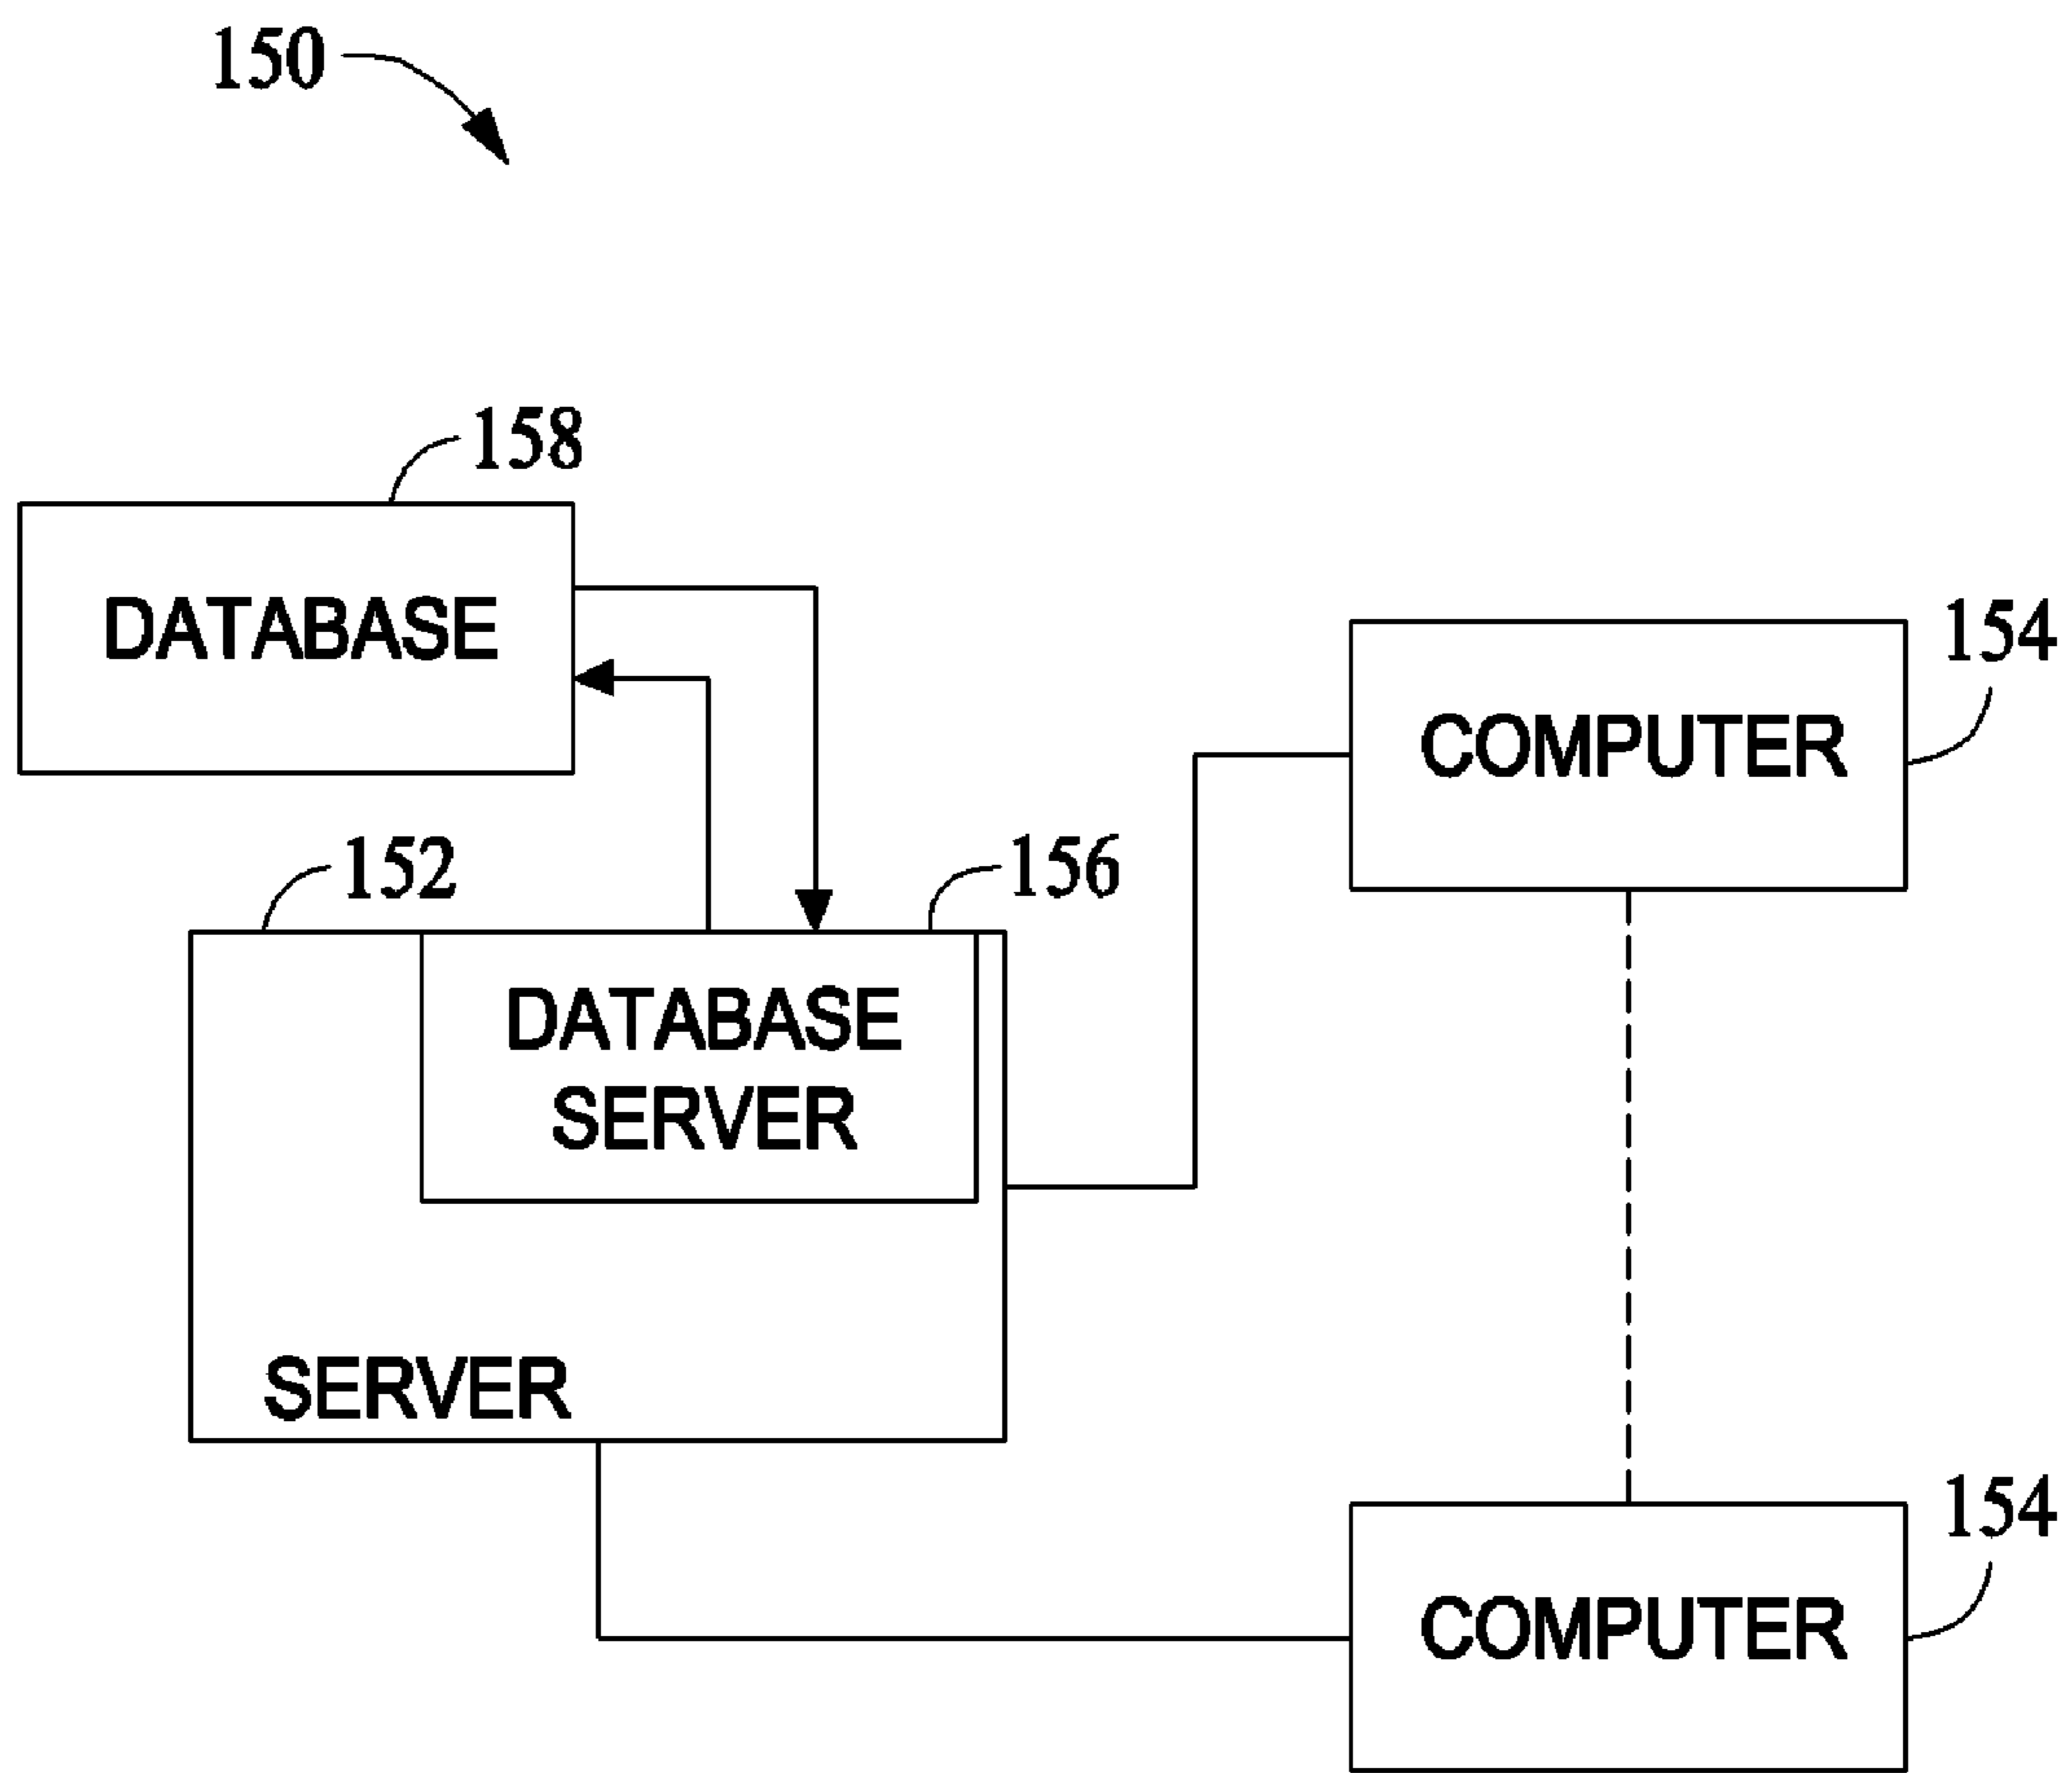 150
158
DATABASE
154
COMPUTER
152
156
DATABASE
SERVER
SERVER
154
COMPUTER